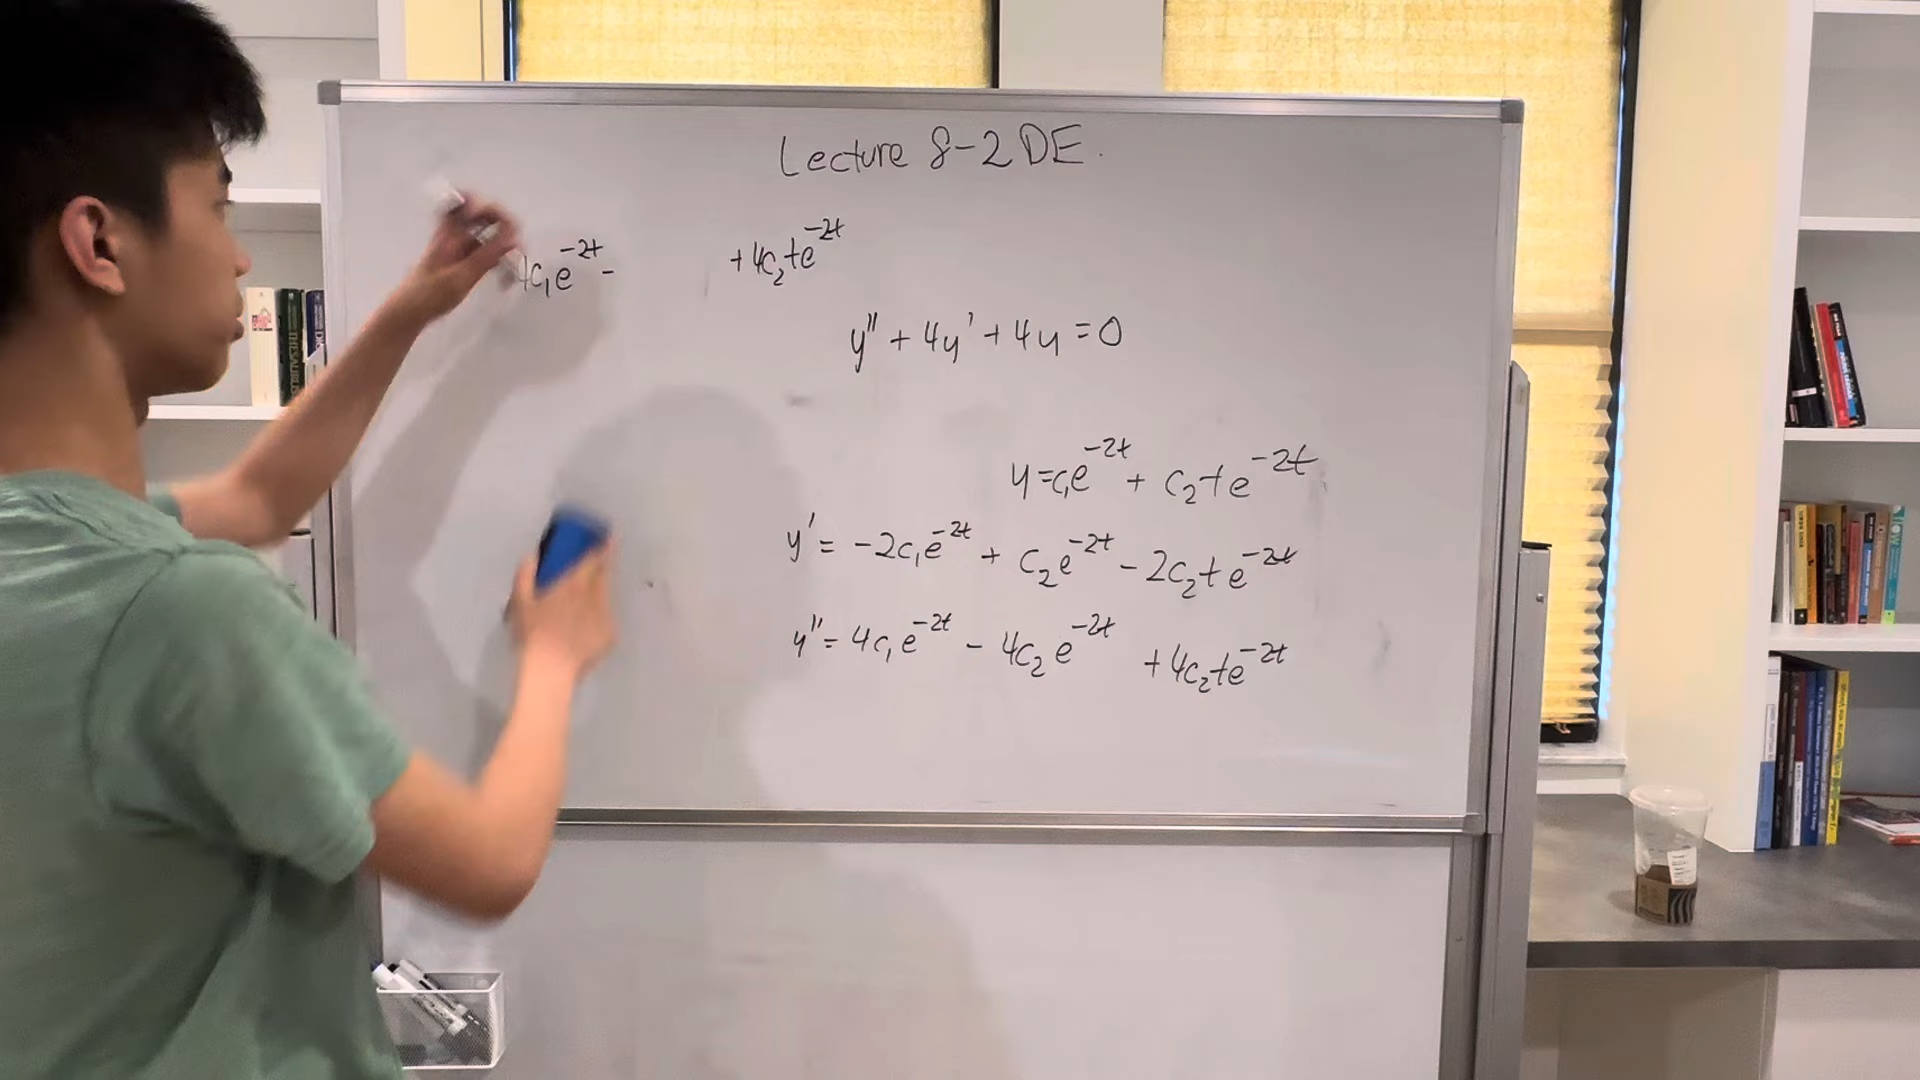 Lecture 8-2 DE.
4c₁e⁻²ᵗ - +4c₂te⁻²ᵗ
y'' + 4y' + 4y = 0
y = c₁e⁻²ᵗ + c₂te⁻²ᵗ
y' = -2c₁e⁻²ᵗ + c₂e⁻²ᵗ - 2c₂te⁻²ᵗ
y'' = 4c₁e⁻²ᵗ - 4c₂e⁻²ᵗ + 4c₂te⁻²ᵗ
THESAURUS